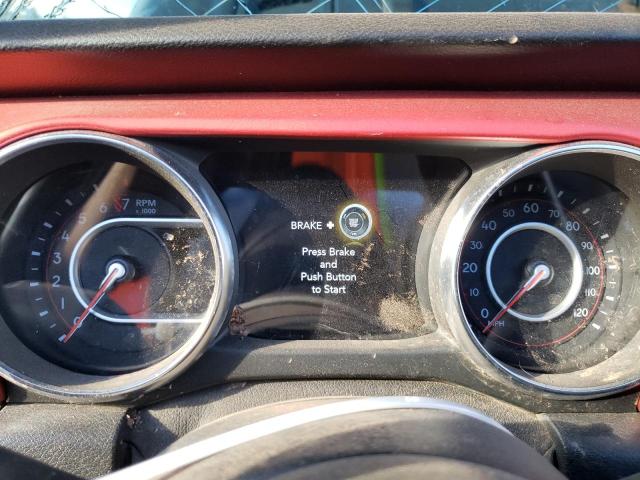 6 7 RPM
5 x 1000
4
3
2
1
0
BRAKE +
Press Brake
and
Push Button
to Start
50 60 70
40 80
30 90
20 100
10 110
0 MPH 120